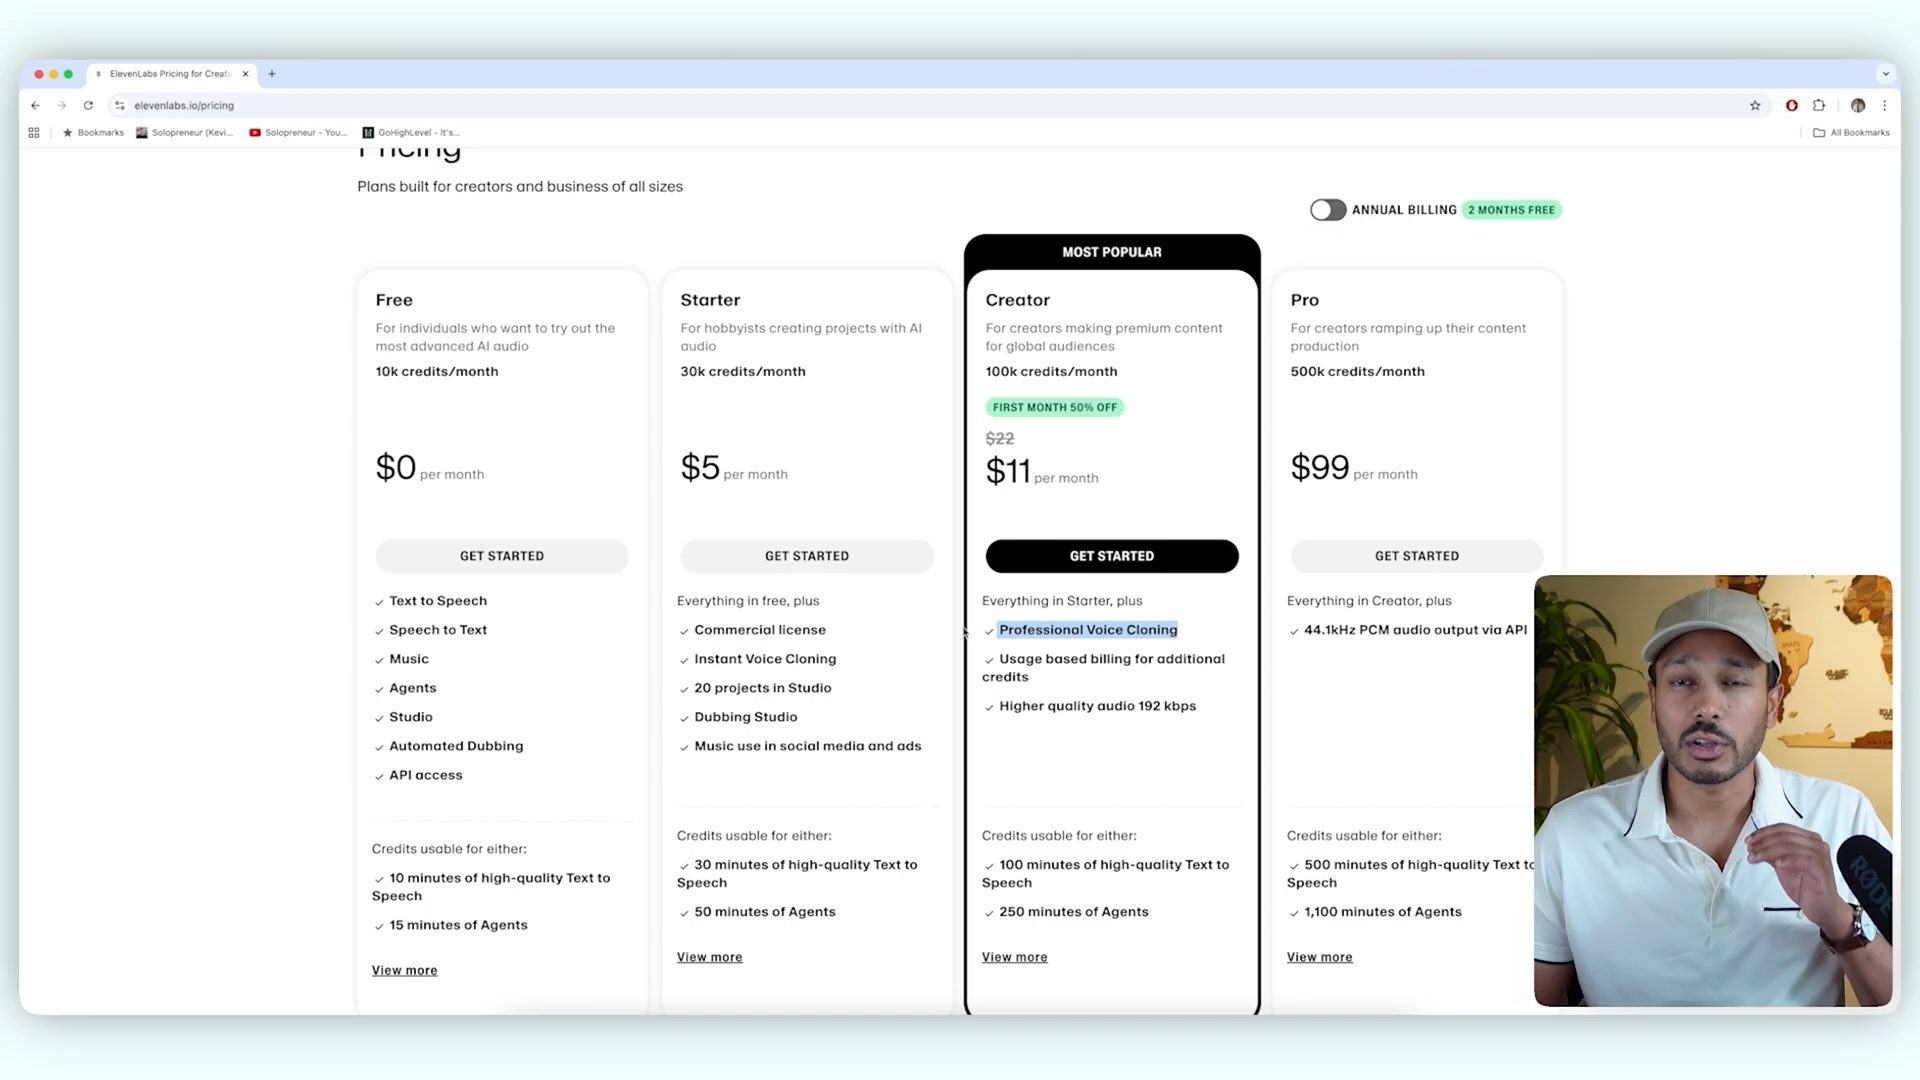 ElevenLabs Pricing for Creato
elevenlabs.io/pricing
Bookmarks
Solopreneur (Kevi...
Solopreneur - You...
GoHighLevel - It's...
All Bookmarks
Pricing
Plans built for creators and business of all sizes
ANNUAL BILLING 2 MONTHS FREE
MOST POPULAR
Free
For individuals who want to try out the
most advanced AI audio
10k credits/month
$0 per month
GET STARTED
Text to Speech
Speech to Text
Music
Agents
Studio
Automated Dubbing
API access
Credits usable for either:
10 minutes of high-quality Text to
Speech
15 minutes of Agents
View more
Starter
For hobbyists creating projects with AI
audio
30k credits/month
$5 per month
GET STARTED
Everything in free, plus
Commercial license
Instant Voice Cloning
20 projects in Studio
Dubbing Studio
Music use in social media and ads
Credits usable for either:
30 minutes of high-quality Text to
Speech
50 minutes of Agents
View more
Creator
For creators making premium content
for global audiences
100k credits/month
FIRST MONTH 50% OFF
$22
$11 per month
GET STARTED
Everything in Starter, plus
Professional Voice Cloning
Usage based billing for additional
credits
Higher quality audio 192 kbps
Credits usable for either:
100 minutes of high-quality Text to
Speech
250 minutes of Agents
View more
Pro
For creators ramping up their content
production
500k credits/month
$99 per month
GET STARTED
Everything in Creator, plus
44.1kHz PCM audio output via API
Credits usable for either:
500 minutes of high-quality Text to
Speech
1,100 minutes of Agents
View more
RØDE